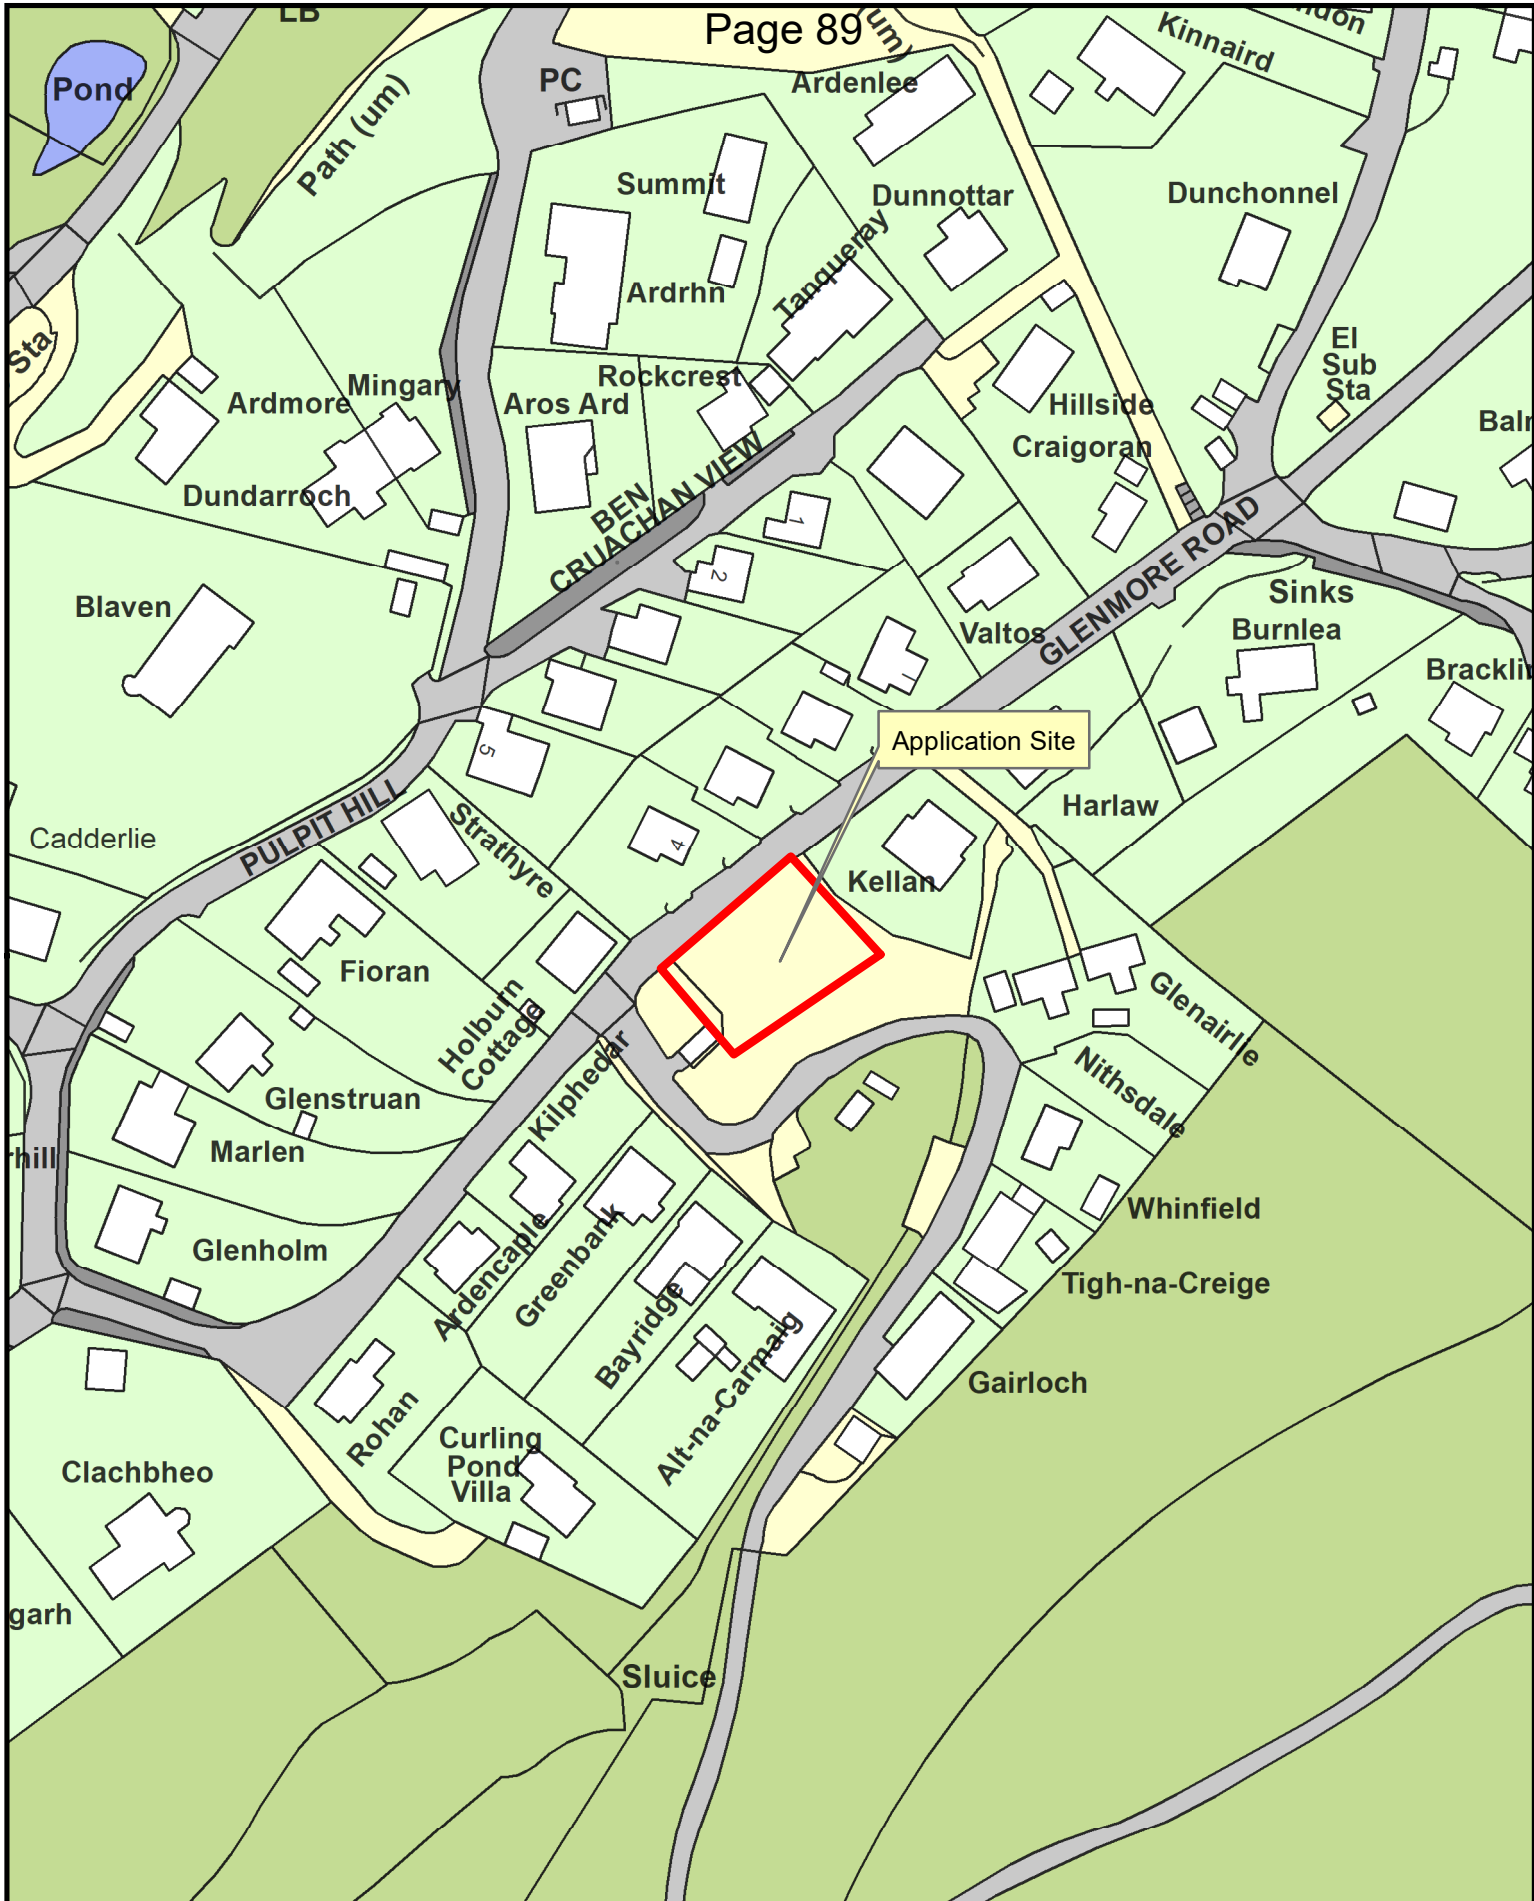 Page 89
LB
Kinnaird
(um)
PC
Ardenlee
Pond
Path (um)
Summit
Dunnottar
Dunchonnel
Tanqueray
Ardrhn
Sta
El
Sub
Sta
Mingary
Rockcrest
Ardmore
Aros Ard
Hillside
Craigoran
Dundarroch
BEN
CRUACHAN VIEW
1
2
GLENMORE ROAD
Sinks
Blaven
Valtos
Burnlea
5
Application Site
PULPIT HILL
Strathyre
Harlaw
Cadderlie
4
Kellan
Fioran
Holburn
Cottage
Glenairlie
Kilphedar
Nithsdale
Glenstruan
Marlen
rhill
Whinfield
Glenholm
Ardencaple
Greenbank
Tigh-na-Creige
Bayridge
Gairloch
Alt-na-Carmaig
Rohan
Curling
Pond
Villa
Clachbheo
garh
Sluice